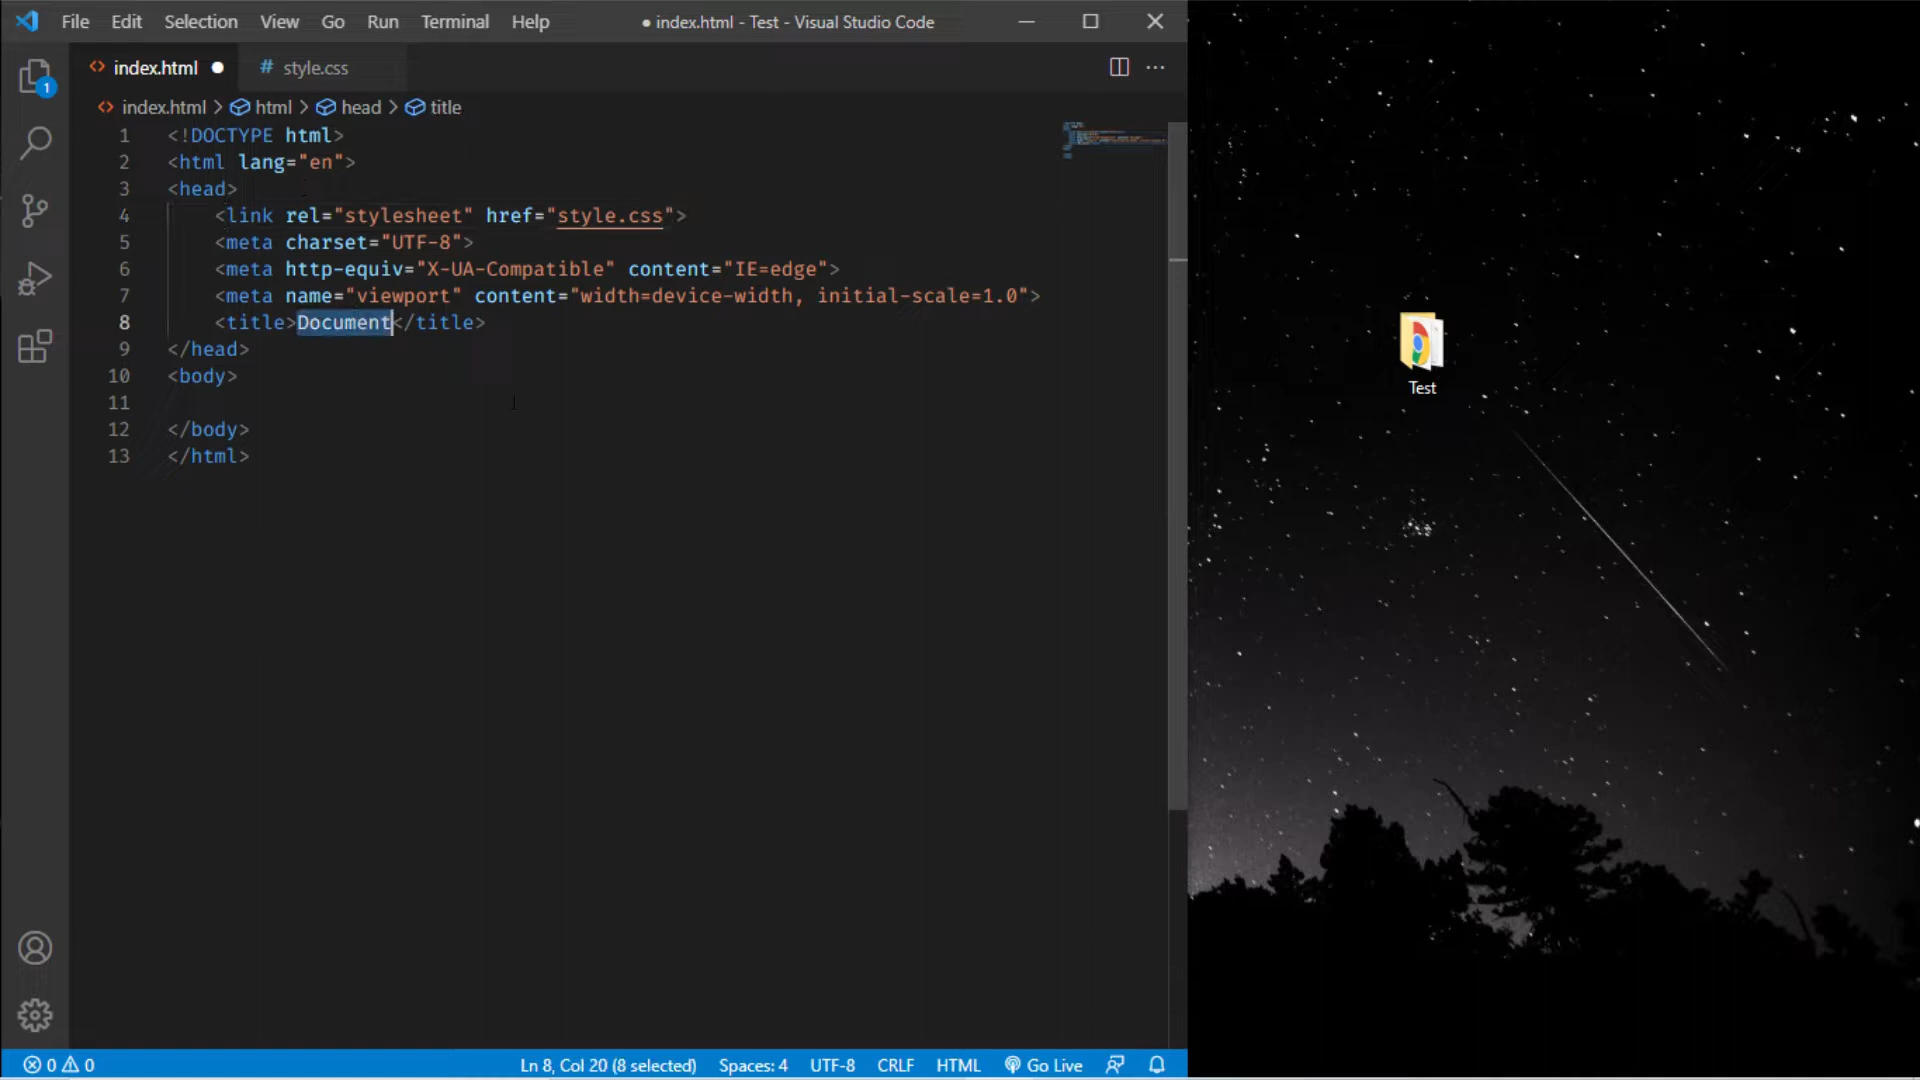 File Edit Selection View Go Run Terminal Help ● index.html - Test - Visual Studio Code
index.html ● # style.css
1
index.html > html > head > title
1 <!DOCTYPE html>
2 <html lang="en">
3 <head>
4 <link rel="stylesheet" href="style.css">
5 <meta charset="UTF-8">
6 <meta http-equiv="X-UA-Compatible" content="IE=edge">
7 <meta name="viewport" content="width=device-width, initial-scale=1.0">
8 <title>Document</title>
9 </head>
10 <body>
11
12 </body>
13 </html>
Test
0 0 Ln 8, Col 20 (8 selected) Spaces: 4 UTF-8 CRLF HTML Go Live